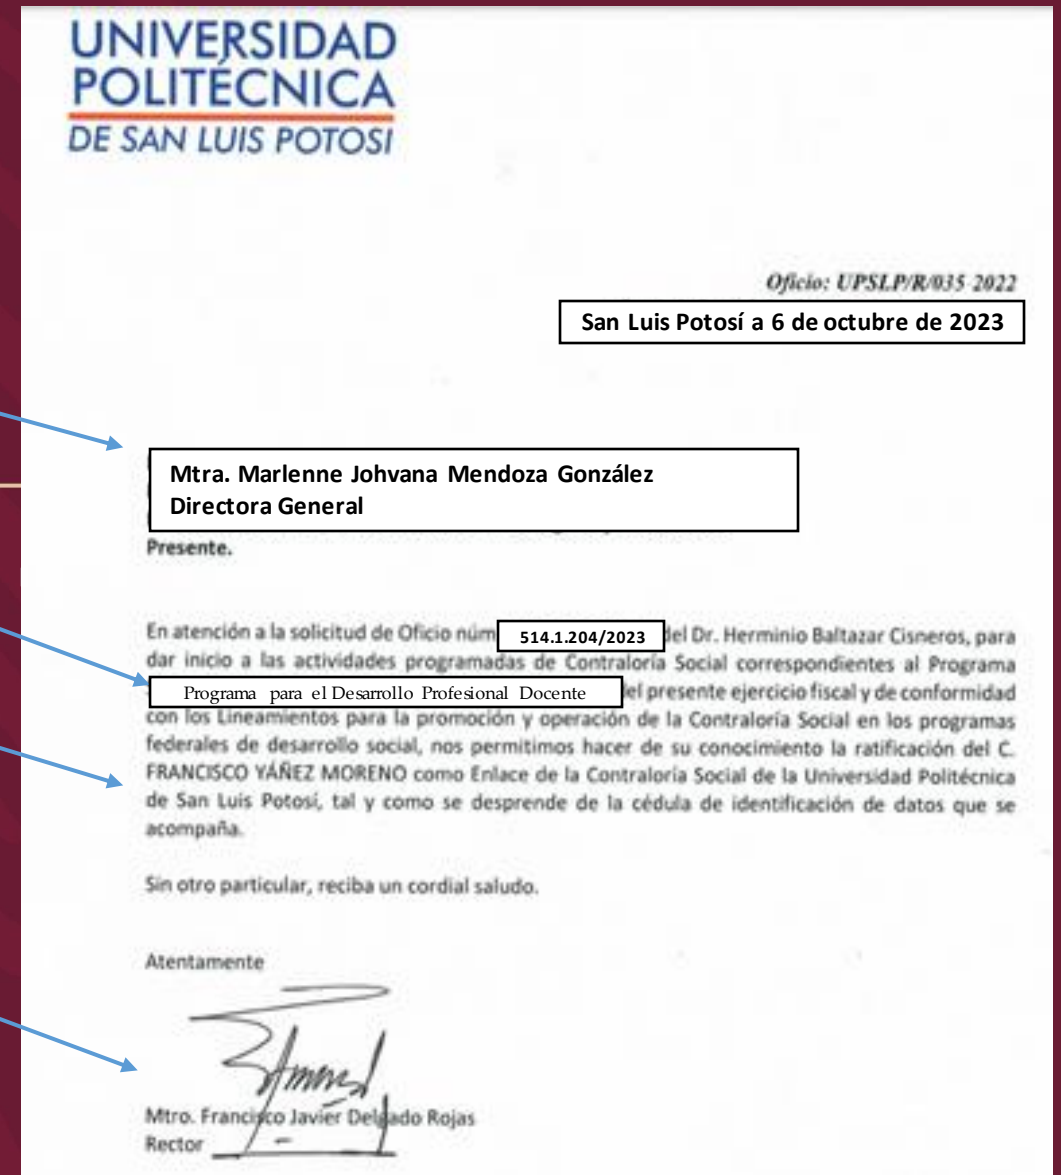 UNIVERSIDAD
POLITÉCNICA
DE SAN LUIS POTOSI
Oficio: UPSLP/R/035-2022
San Luis Potosí a 6 de octubre de 2023
Mtra. Marlenne Johvana Mendoza González
Directora General
Presente.
En atención a la solicitud de Oficio núm 514.1.204/2023 del Dr. Herminio Baltazar Cisneros, para
dar inicio a las actividades programadas de Contraloría Social correspondientes al Programa
Programa para el Desarrollo Profesional Docente del presente ejercicio fiscal y de conformidad
con los Lineamientos para la promoción y operación de la Contraloría Social en los programas
federales de desarrollo social, nos permitimos hacer de su conocimiento la ratificación del C.
FRANCISCO YÁÑEZ MORENO como Enlace de la Contraloría Social de la Universidad Politécnica
de San Luis Potosí, tal y como se desprende de la cédula de identificación de datos que se
acompaña.
Sin otro particular, reciba un cordial saludo.
Atentamente
Mtro. Francisco Javier Delgado Rojas
Rector